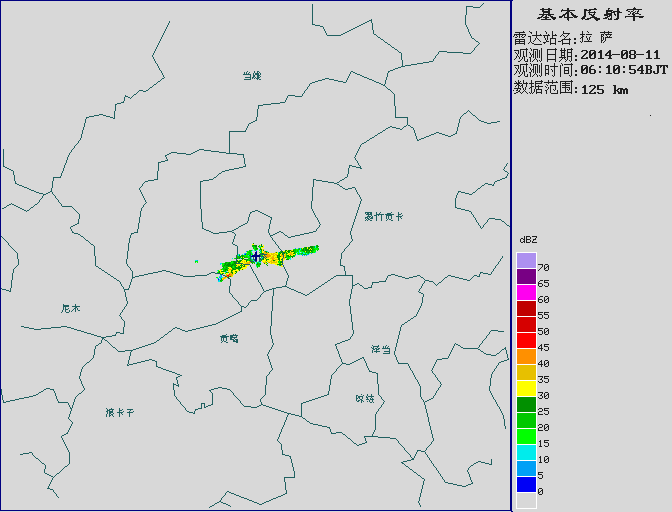 基本反射率
雷达站名:拉 萨
观测日期:2014-08-11
观测时间:06:10:54BJT
数据范围:125 km
当雄
墨竹贡卡
尼木
贡嘎
泽当
琼结
浪卡子
dBZ
70
65
60
55
50
45
40
35
30
25
20
15
10
5
0